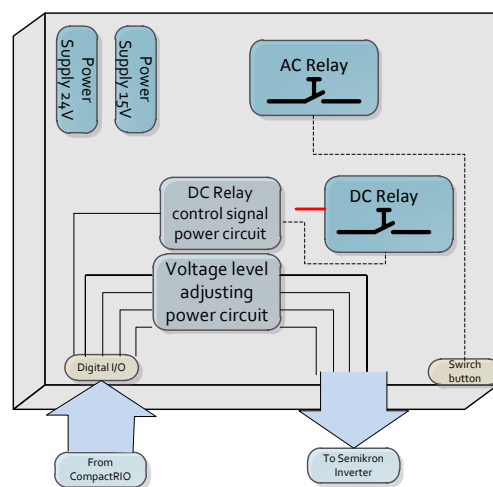 Power
Supply 24V
Power
Supply 15V
AC Relay
DC Relay
control signal
power circuit
DC Relay
Voltage level
adjusting
power circuit
Digital I/O
Swirch
button
From
CompactRIO
To Semikron
Inverter